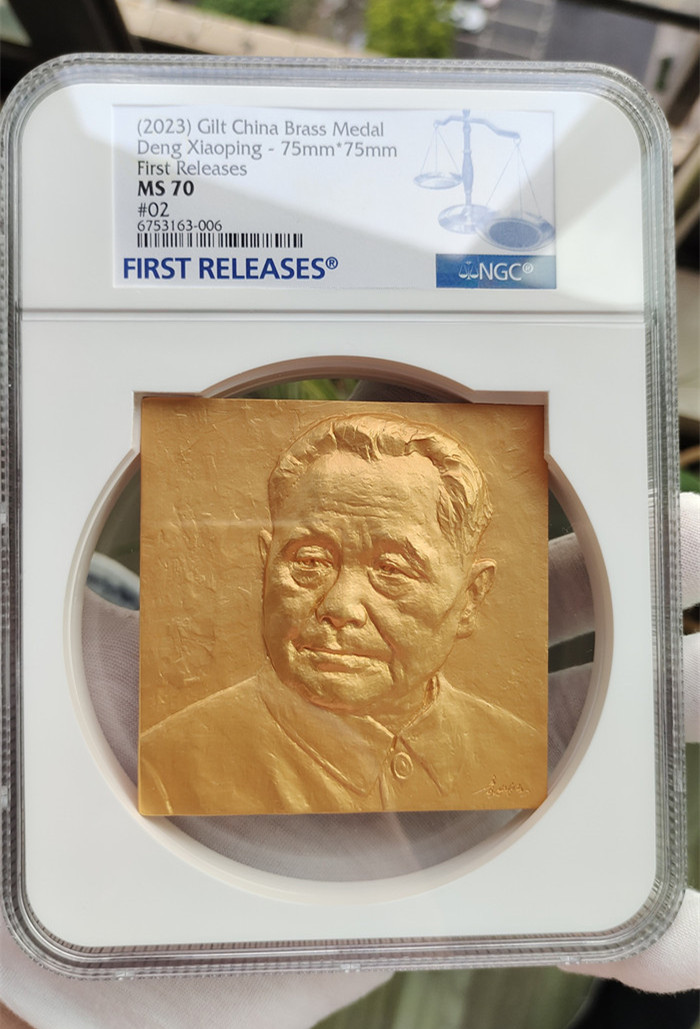 (2023) Gilt China Brass Medal
Deng Xiaoping - 75mm*75mm
First Releases
MS 70
#02
6753163-006
FIRST RELEASES®
NGC®